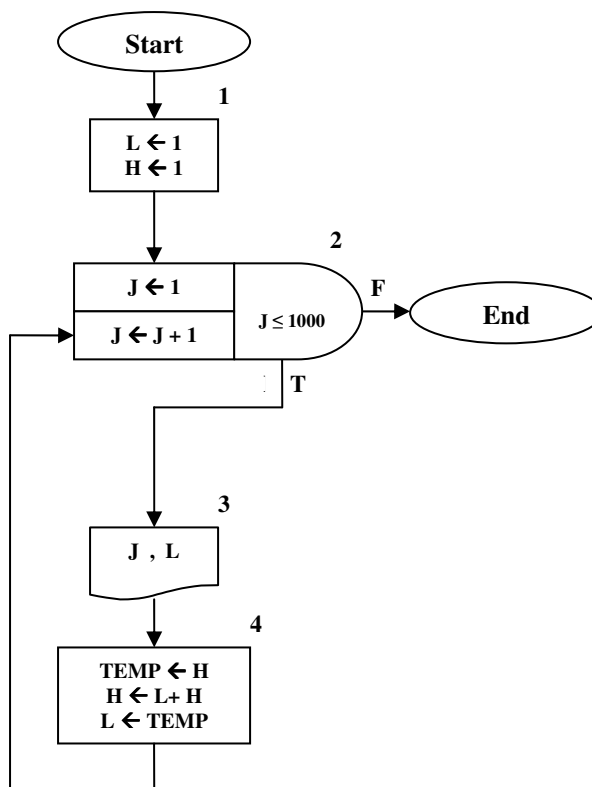 Start
1
L ← 1
H ← 1
2
J ← 1
J ← J + 1
J ≤ 1000
F
End
T
3
J , L
4
TEMP ← H
H ← L+ H
L ← TEMP